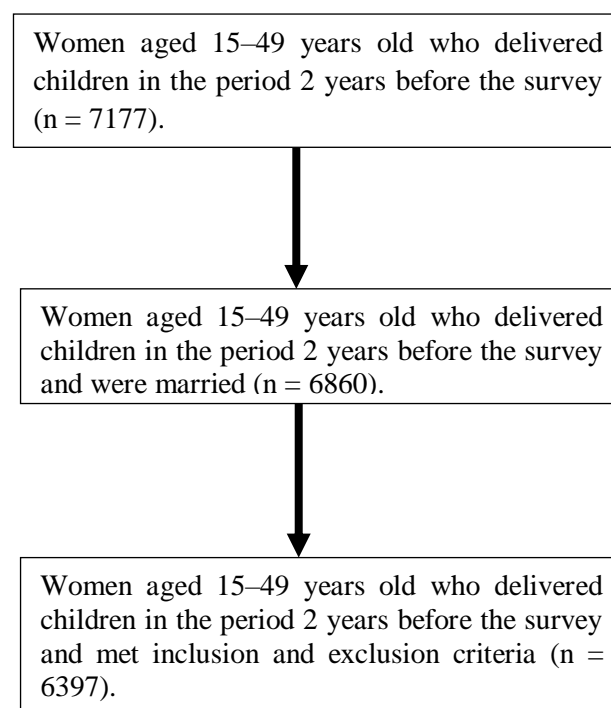 Women aged 15–49 years old who delivered
children in the period 2 years before the survey
(n = 7177).
Women aged 15–49 years old who delivered
children in the period 2 years before the survey
and were married (n = 6860).
Women aged 15–49 years old who delivered
children in the period 2 years before the survey
and met inclusion and exclusion criteria (n =
6397).